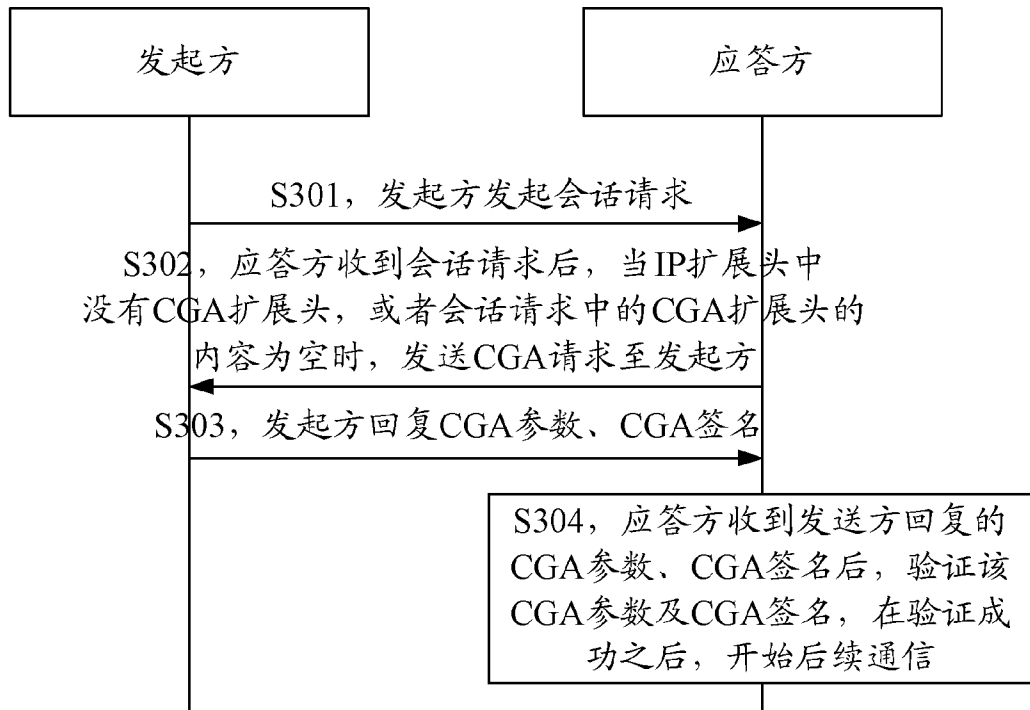 发起方
应答方
S301，发起方发起会话请求
S302，应答方收到会话请求后，当IP扩展头中
没有CGA扩展头，或者会话请求中的CGA扩展头的
内容为空时，发送CGA请求至发起方
S303，发起方回复CGA参数、CGA签名
S304，应答方收到发送方回复的
CGA参数、CGA签名后，验证该
CGA参数及CGA签名，在验证成
功之后，开始后续通信